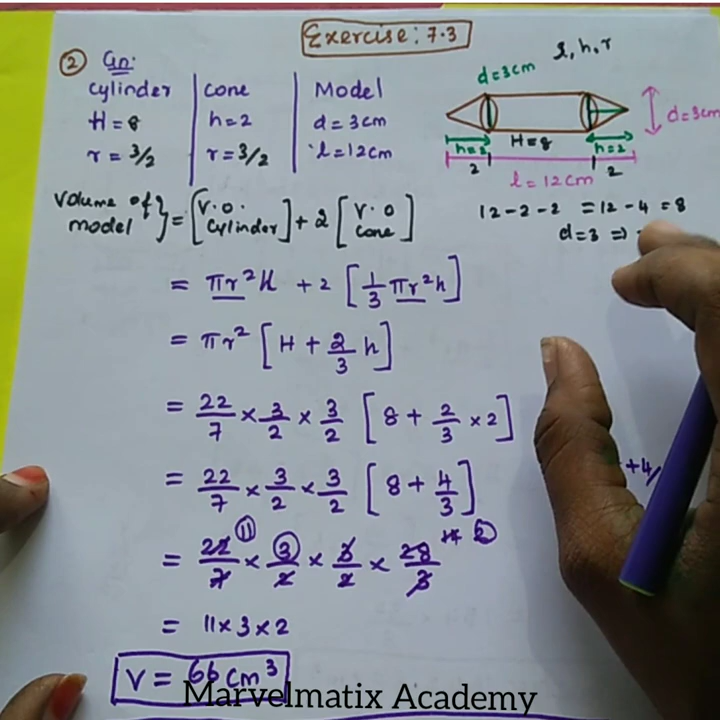 Exercise: 7.3
② Gn:
Cylinder | Cone | Model
H = 8 | h = 2 | d = 3cm
r = 3/2 | r = 3/2 | l = 12cm
l, h, r
d = 3cm
d = 3cm
h = 2 H = 8 h = 2
2 2
l = 12cm
12 - 2 - 2 = 12 - 4 = 8
d = 3 ⇒
Volume of model } = [V.O. Cylinder] + 2 [V.O Cone]
= πr²H + 2 [1/3 πr²h]
= πr² [H + 2/3 h]
= 22/7 × 3/2 × 3/2 [8 + 2/3 × 2]
= 22/7 × 3/2 × 3/2 [8 + 4/3]
+4/
= 22/7 × 3/2 × 3/2 × 28/3
= 11 × 3 × 2
V = 66 cm³
Marvelmatix Academy